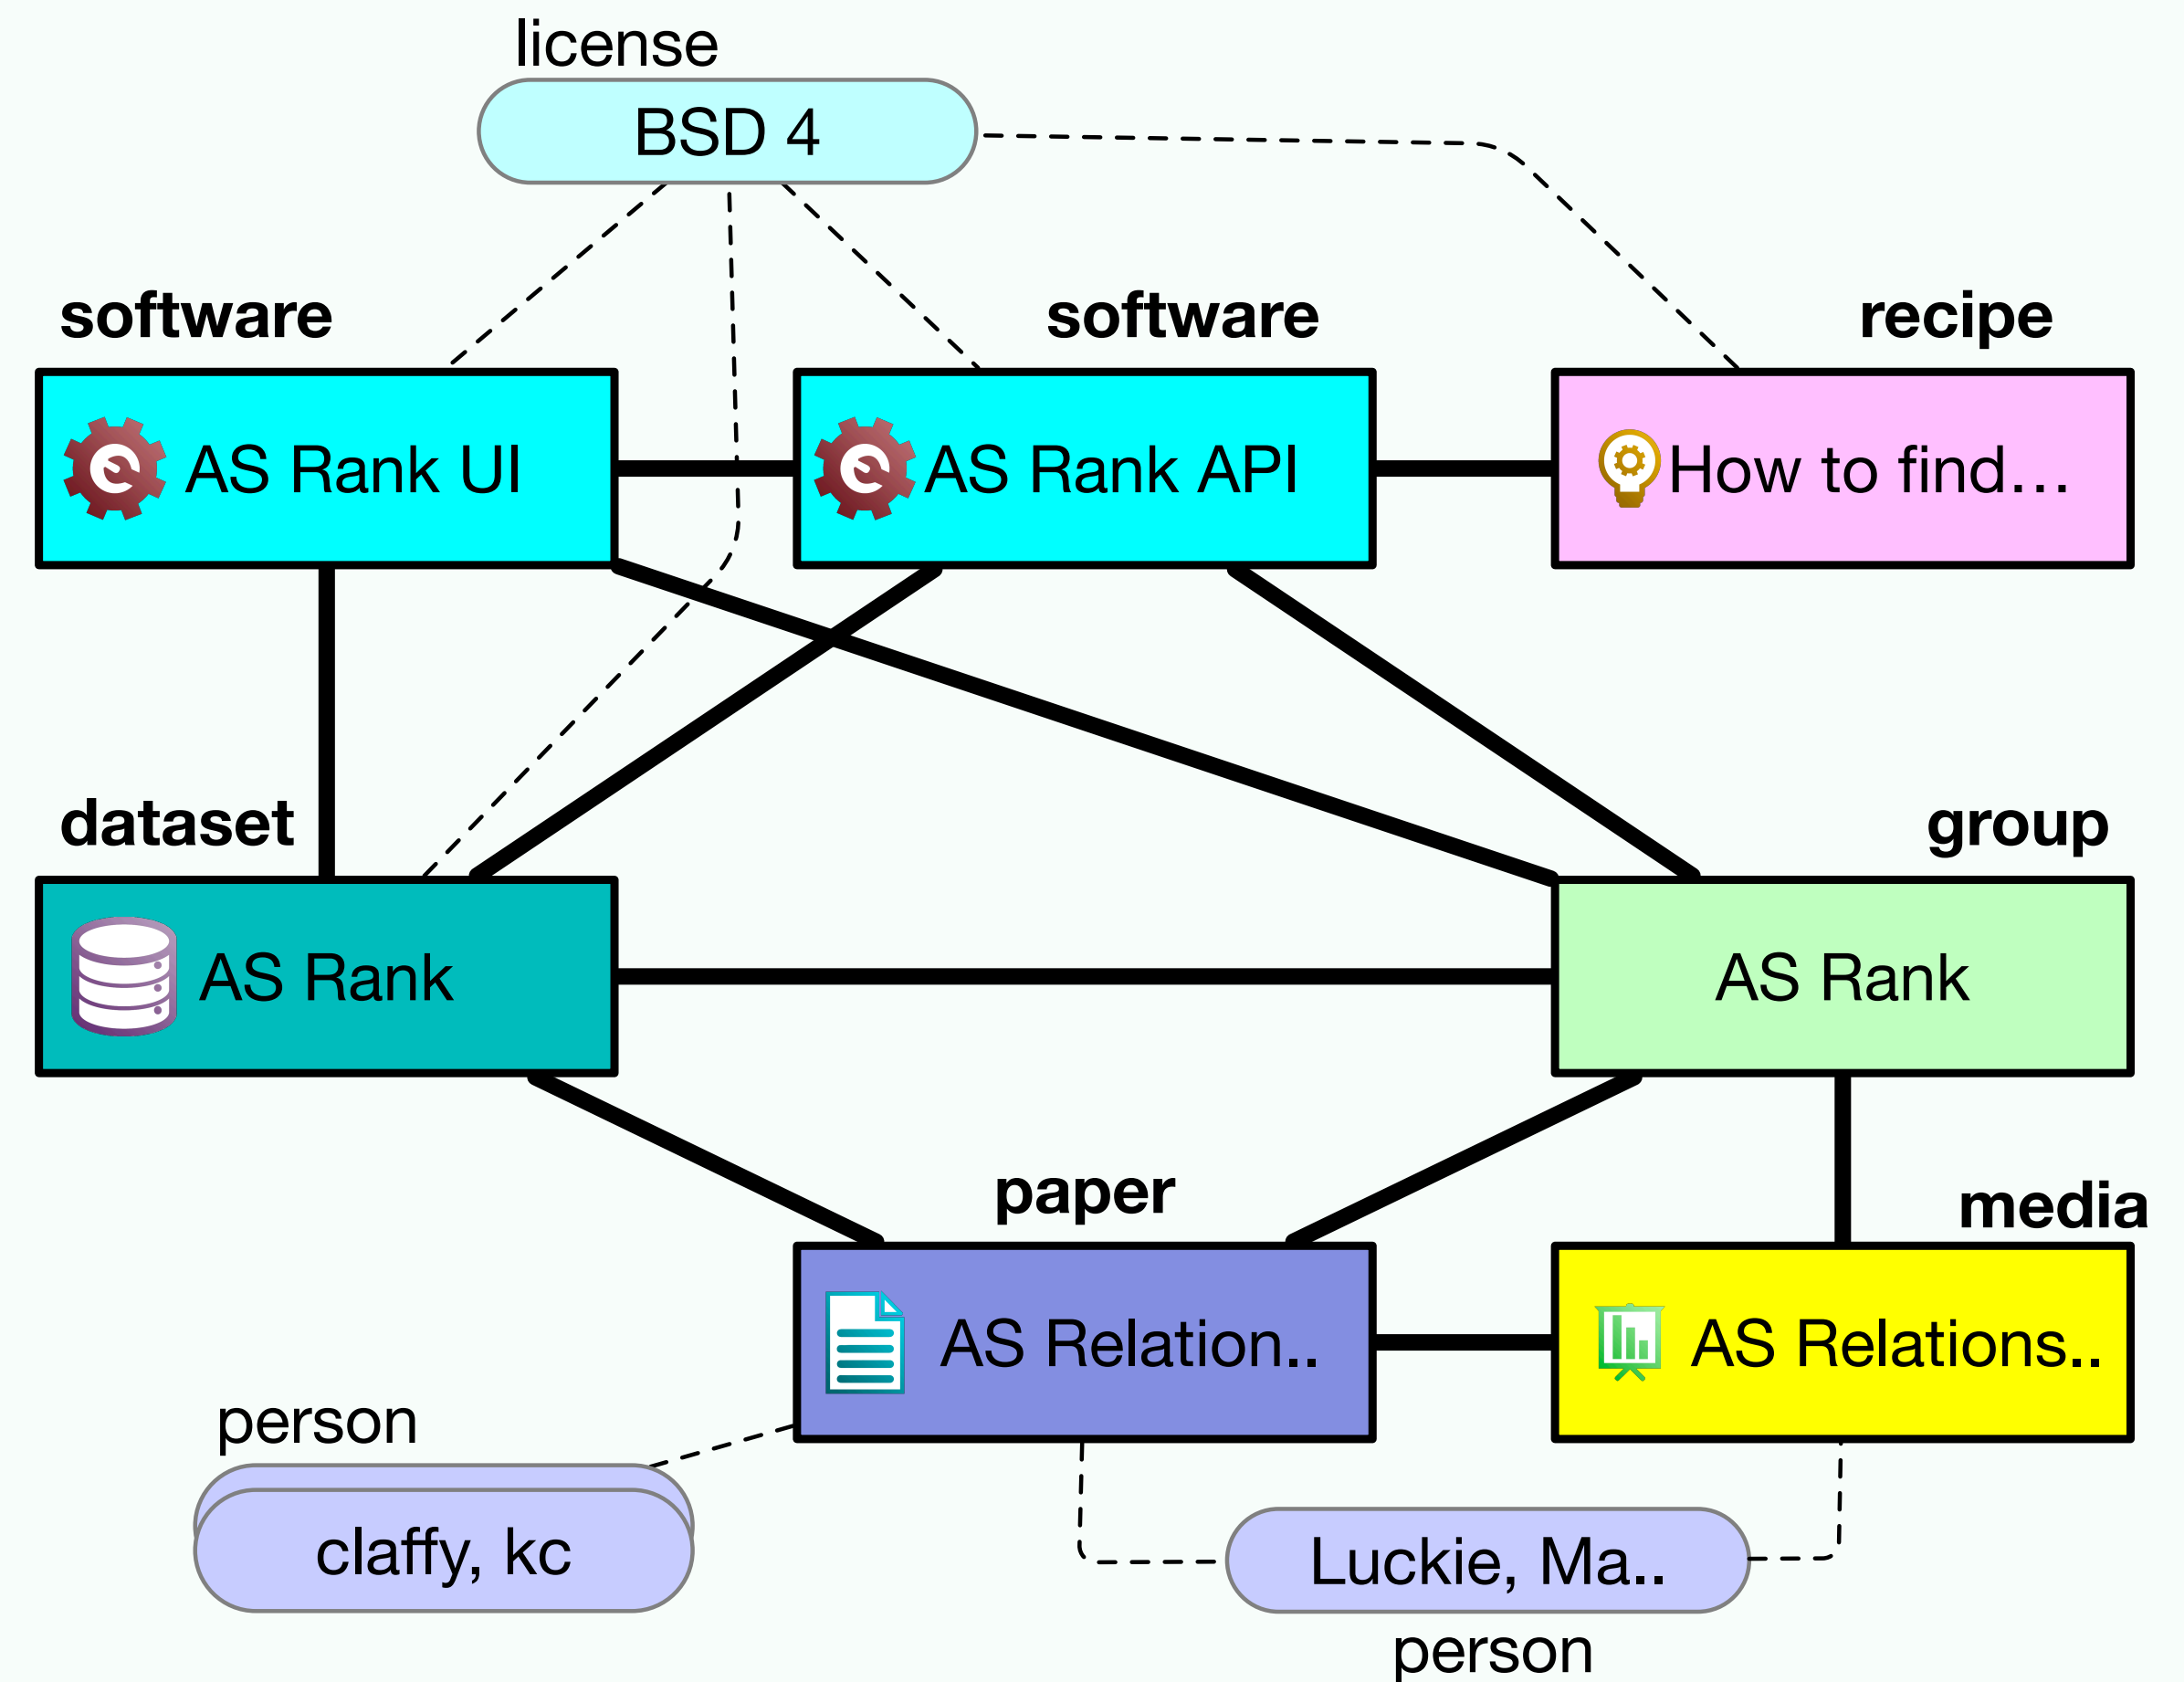 license
BSD 4
software
software
recipe
AS Rank UI
AS Rank API
How to find...
dataset
group
AS Rank
AS Rank
paper
media
AS Relation..
AS Relations..
person
claffy, kc
Luckie, Ma..
person